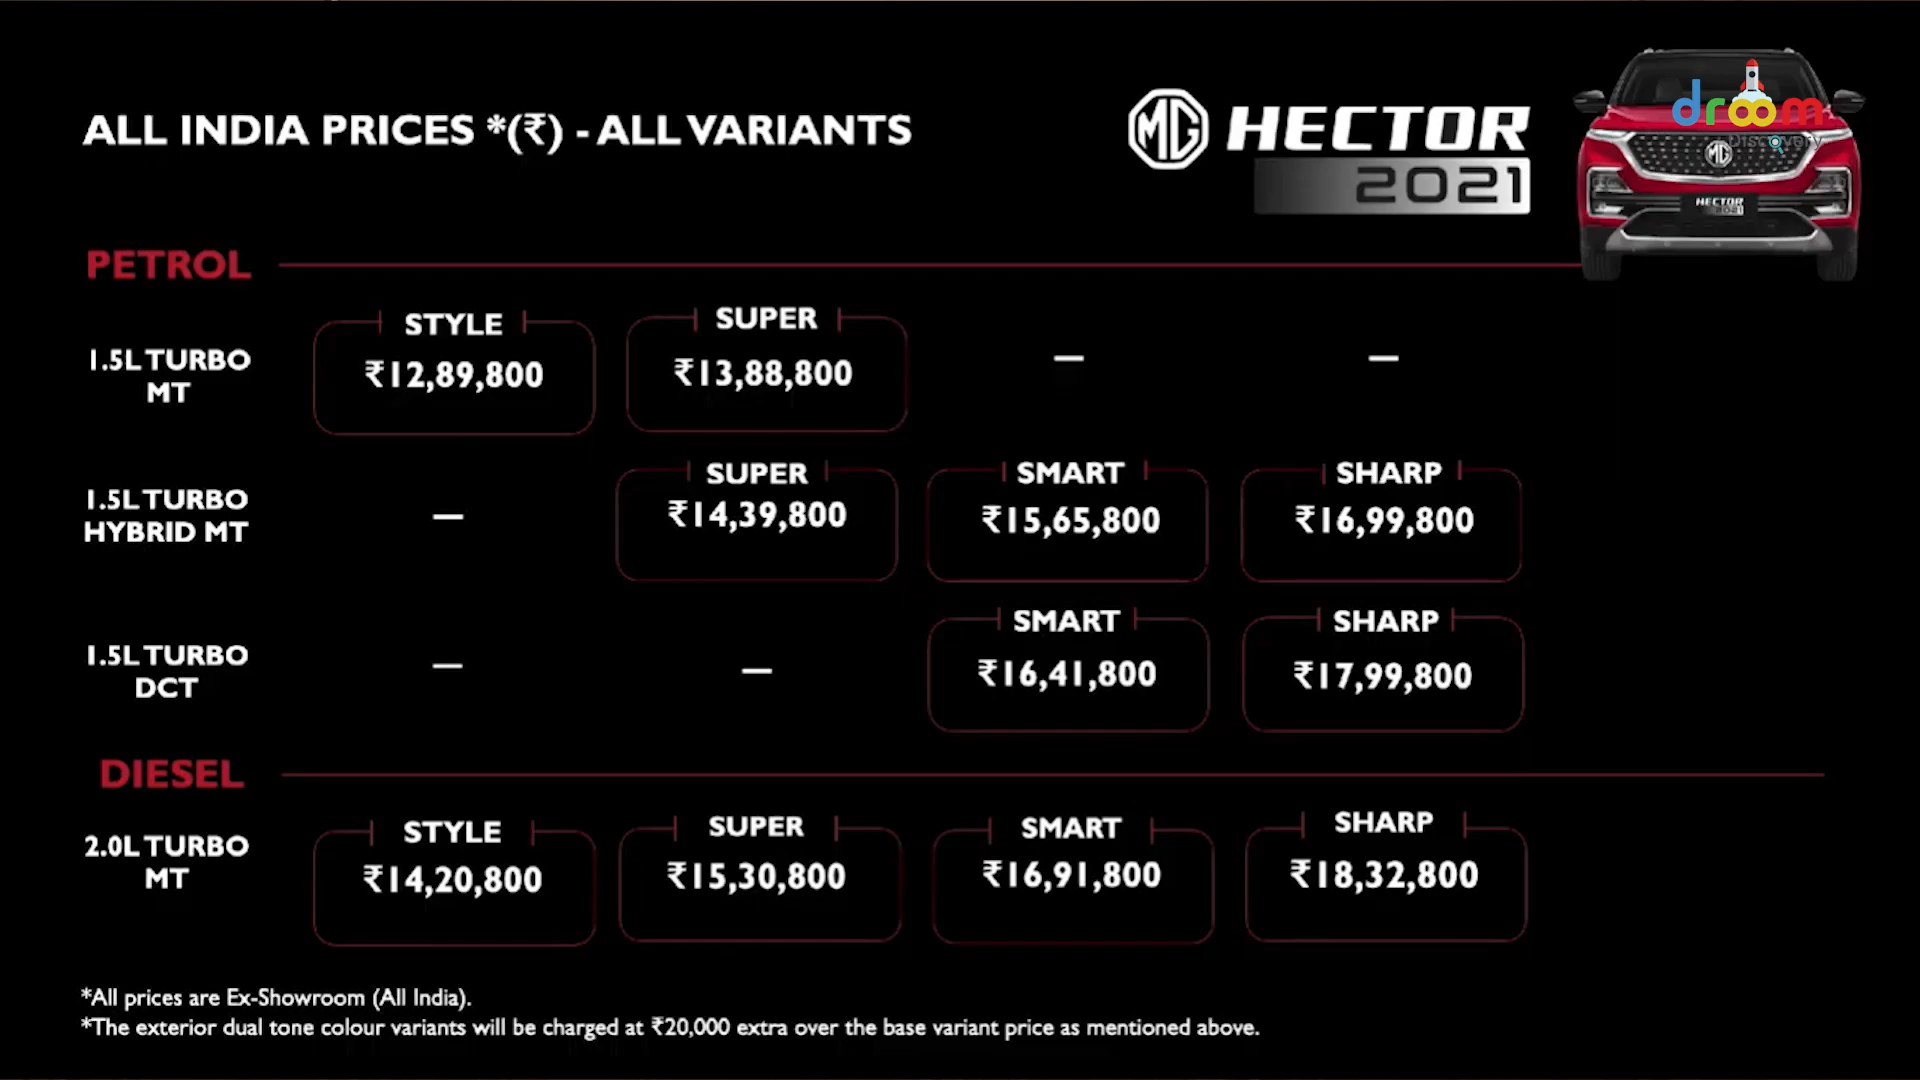 ALL INDIA PRICES *(₹) - ALL VARIANTS
MG HECTOR
2021
droom
Discovery
MG
HECTOR
2021
PETROL
1.5L TURBO
MT
STYLE
₹12,89,800
SUPER
₹13,88,800
—
—
1.5L TURBO
HYBRID MT
—
SUPER
₹14,39,800
SMART
₹15,65,800
SHARP
₹16,99,800
1.5L TURBO
DCT
—
—
SMART
₹16,41,800
SHARP
₹17,99,800
DIESEL
2.0L TURBO
MT
STYLE
₹14,20,800
SUPER
₹15,30,800
SMART
₹16,91,800
SHARP
₹18,32,800
*All prices are Ex-Showroom (All India).
*The exterior dual tone colour variants will be charged at ₹20,000 extra over the base variant price as mentioned above.